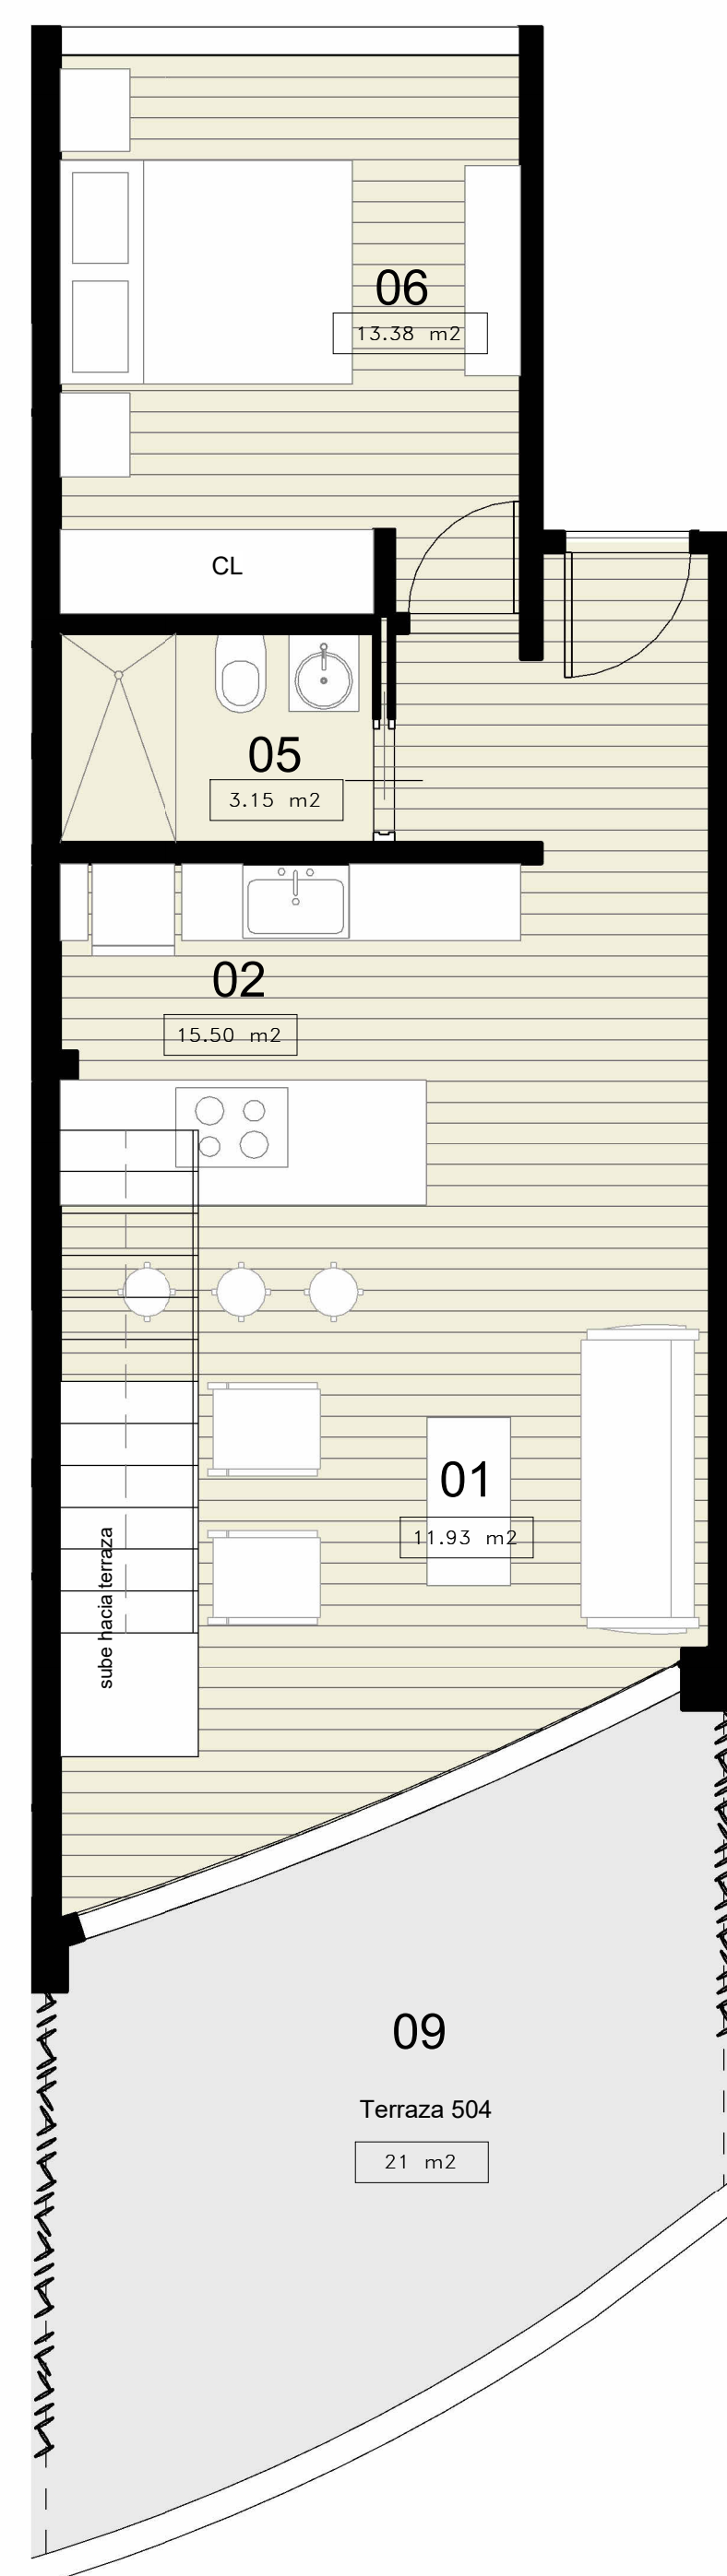 06
13.38 m2
CL
05
3.15 m2
02
15.50 m2
01
11.93 m2
sube hacia terraza
09
Terraza 504
21 m2